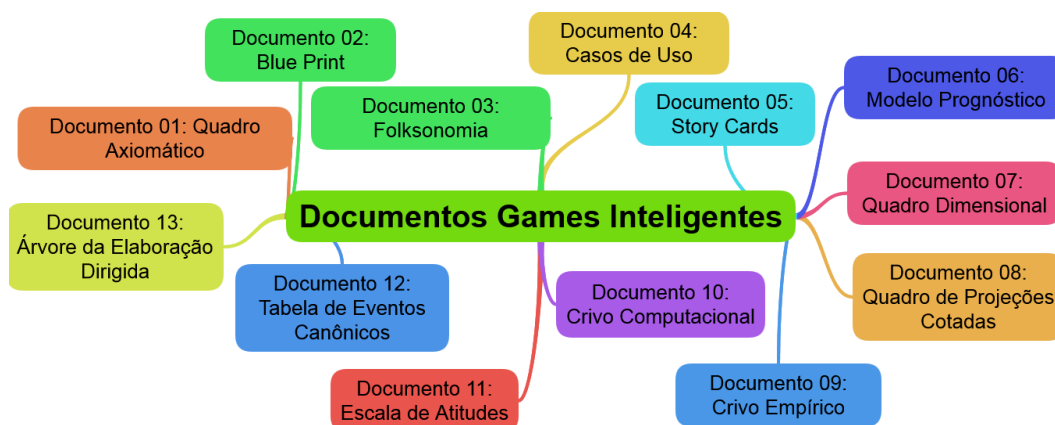 Documento 02:
Blue Print
Documento 04:
Casos de Uso
Documento 06:
Modelo Prognóstico
Documento 03:
Folksonomia
Documento 05:
Story Cards
Documento 01: Quadro
Axiomático
Documento 07:
Quadro Dimensional
Documentos Games Inteligentes
Documento 13:
Árvore da Elaboração
Dirigida
Documento 12:
Tabela de Eventos
Canônicos
Documento 10:
Crivo Computacional
Documento 08:
Quadro de Projeções
Cotadas
Documento 11:
Escala de Atitudes
Documento 09:
Crivo Empírico